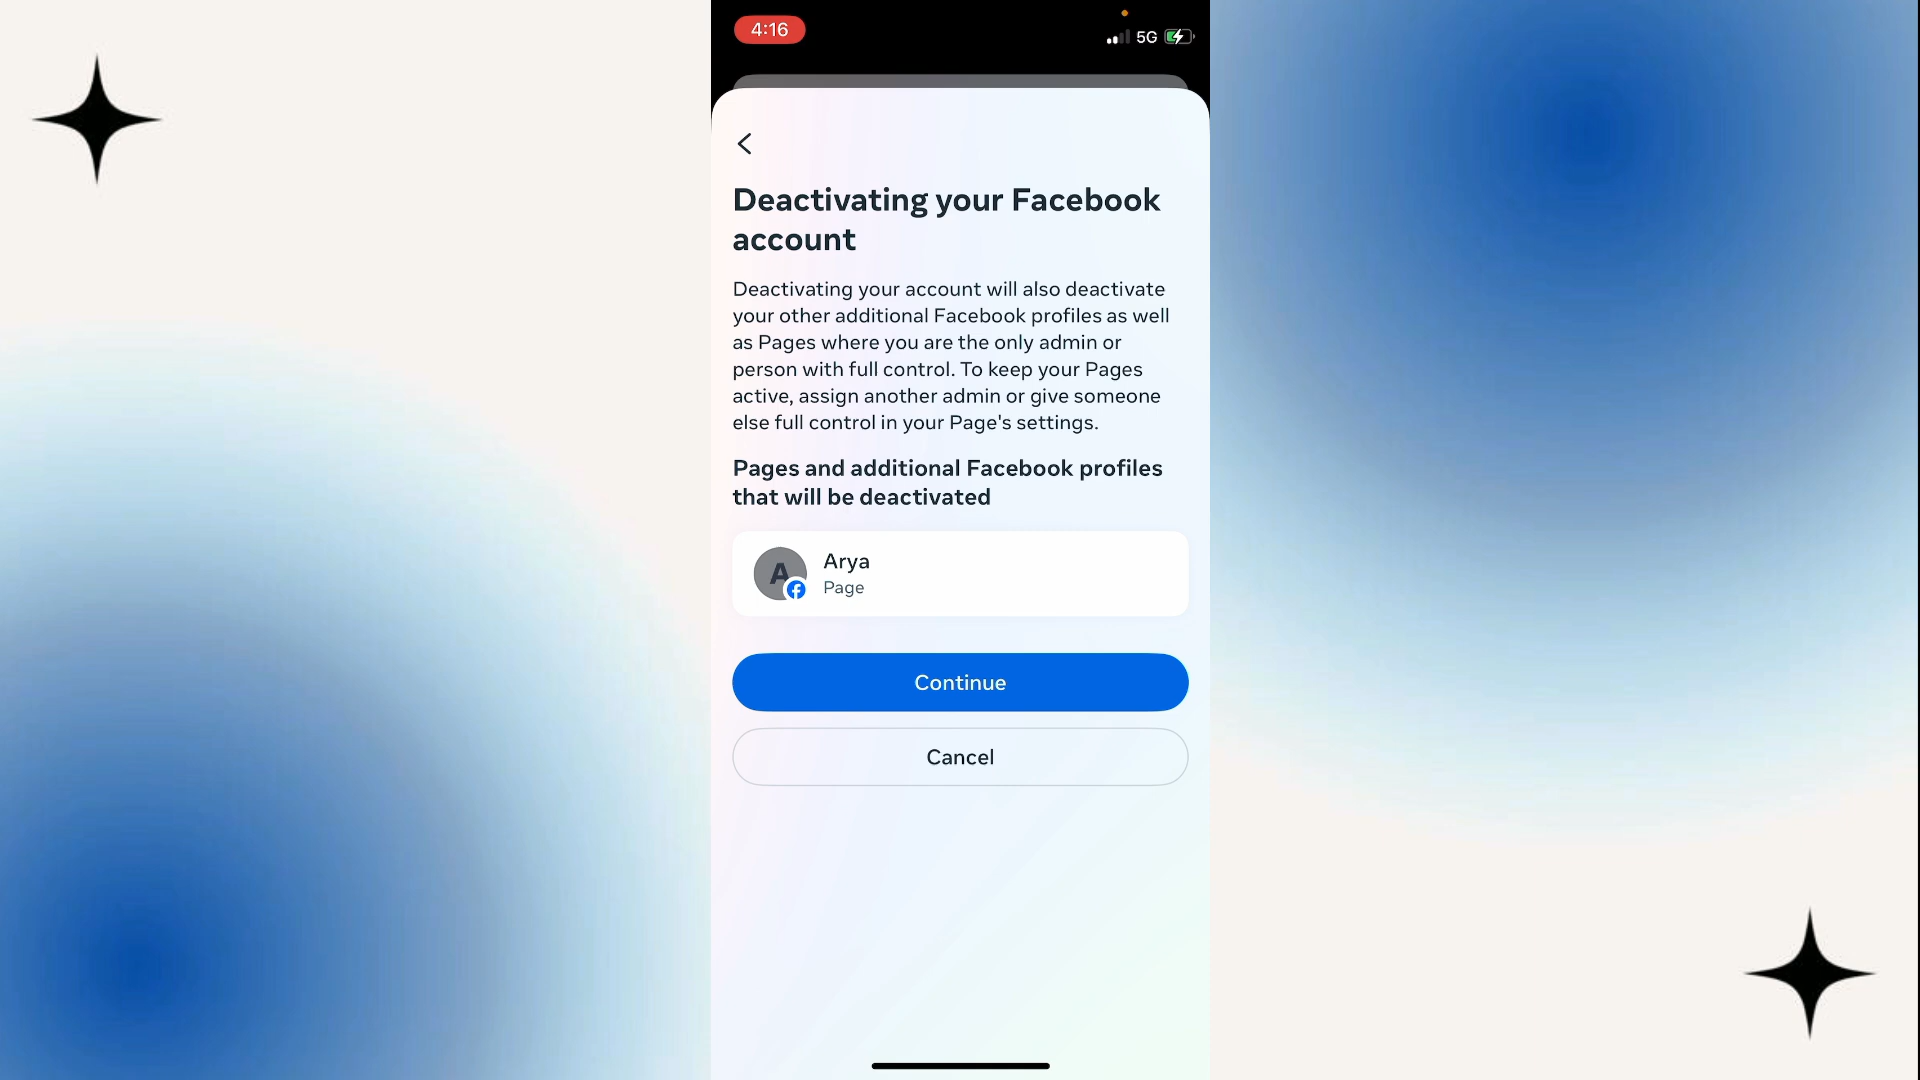 4:16
5G
Deactivating your Facebook
account
Deactivating your account will also deactivate
your other additional Facebook profiles as well
as Pages where you are the only admin or
person with full control. To keep your Pages
active, assign another admin or give someone
else full control in your Page's settings.
Pages and additional Facebook profiles
that will be deactivated
A
Arya
Page
Continue
Cancel